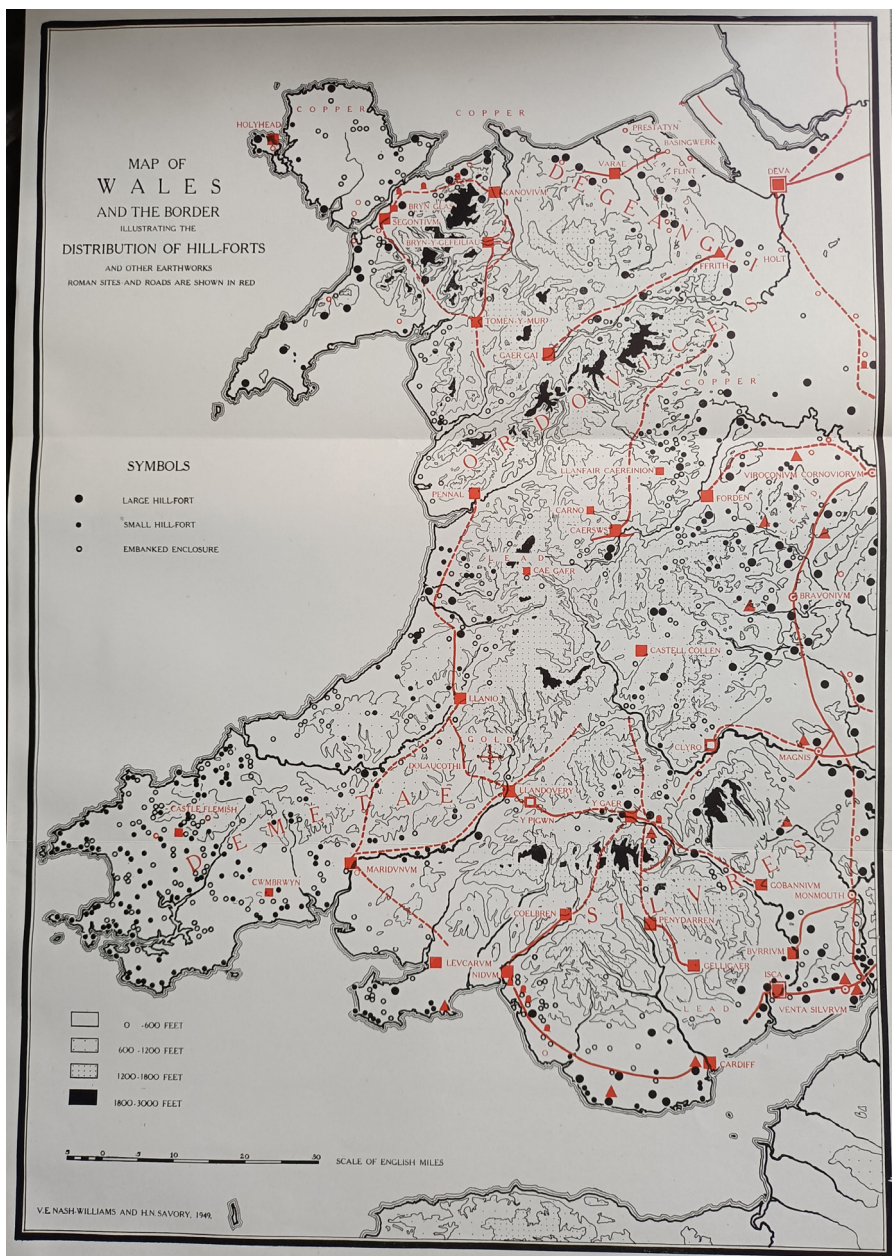 MAP OF
WALES
AND THE BORDER
ILLUSTRATING THE
DISTRIBUTION OF HILL-FORTS
AND OTHER EARTHWORKS
ROMAN SITES AND ROADS ARE SHOWN IN RED
COPPER
COPPER
HOLYHEAD
PRESTATYN
BASINGWERK
VARAE
FLINT
DEVA
KANOVIVM
DEGEANGLI
SEGONTIVM
HOLT
FFRITH
TOMEN-Y-MUR
GAER GAI
ORDOVICES
COPPER
SYMBOLS
LARGE HILL-FORT
SMALL HILL-FORT
EMBANKED ENCLOSURE
LLANFAIR CAEREINION
VIROCONIVM CORNOVIORVM
PENNAL
FORDEN
LEAD
CARNO
CAERSWS
LEAD
CAE GAER
BRAVONIVM
CASTELL COLLEN
LLANIO
GOLD
CLYRO
DOLAUCOTHI
MAGNIS
LLANDOVERY
Y PIGWN
Y GAER
CASTLE FLEMISH
DEMETAE
MARIDVNVM
CWMBRWYN
GOBANNIVM
MONMOUTH
SILVRES
COELBREN
PENYDARREN
BVRRIVM
LEVCARVM
NIDVM
GELLIGAER
ISCA
LEAD
VENTA SILVRVM
CARDIFF
0 - 600 FEET
600 - 1200 FEET
1200 - 1800 FEET
1800 - 3000 FEET
5 0 10 20 30
SCALE OF ENGLISH MILES
V.E. NASH-WILLIAMS AND H.N. SAVORY, 1949.